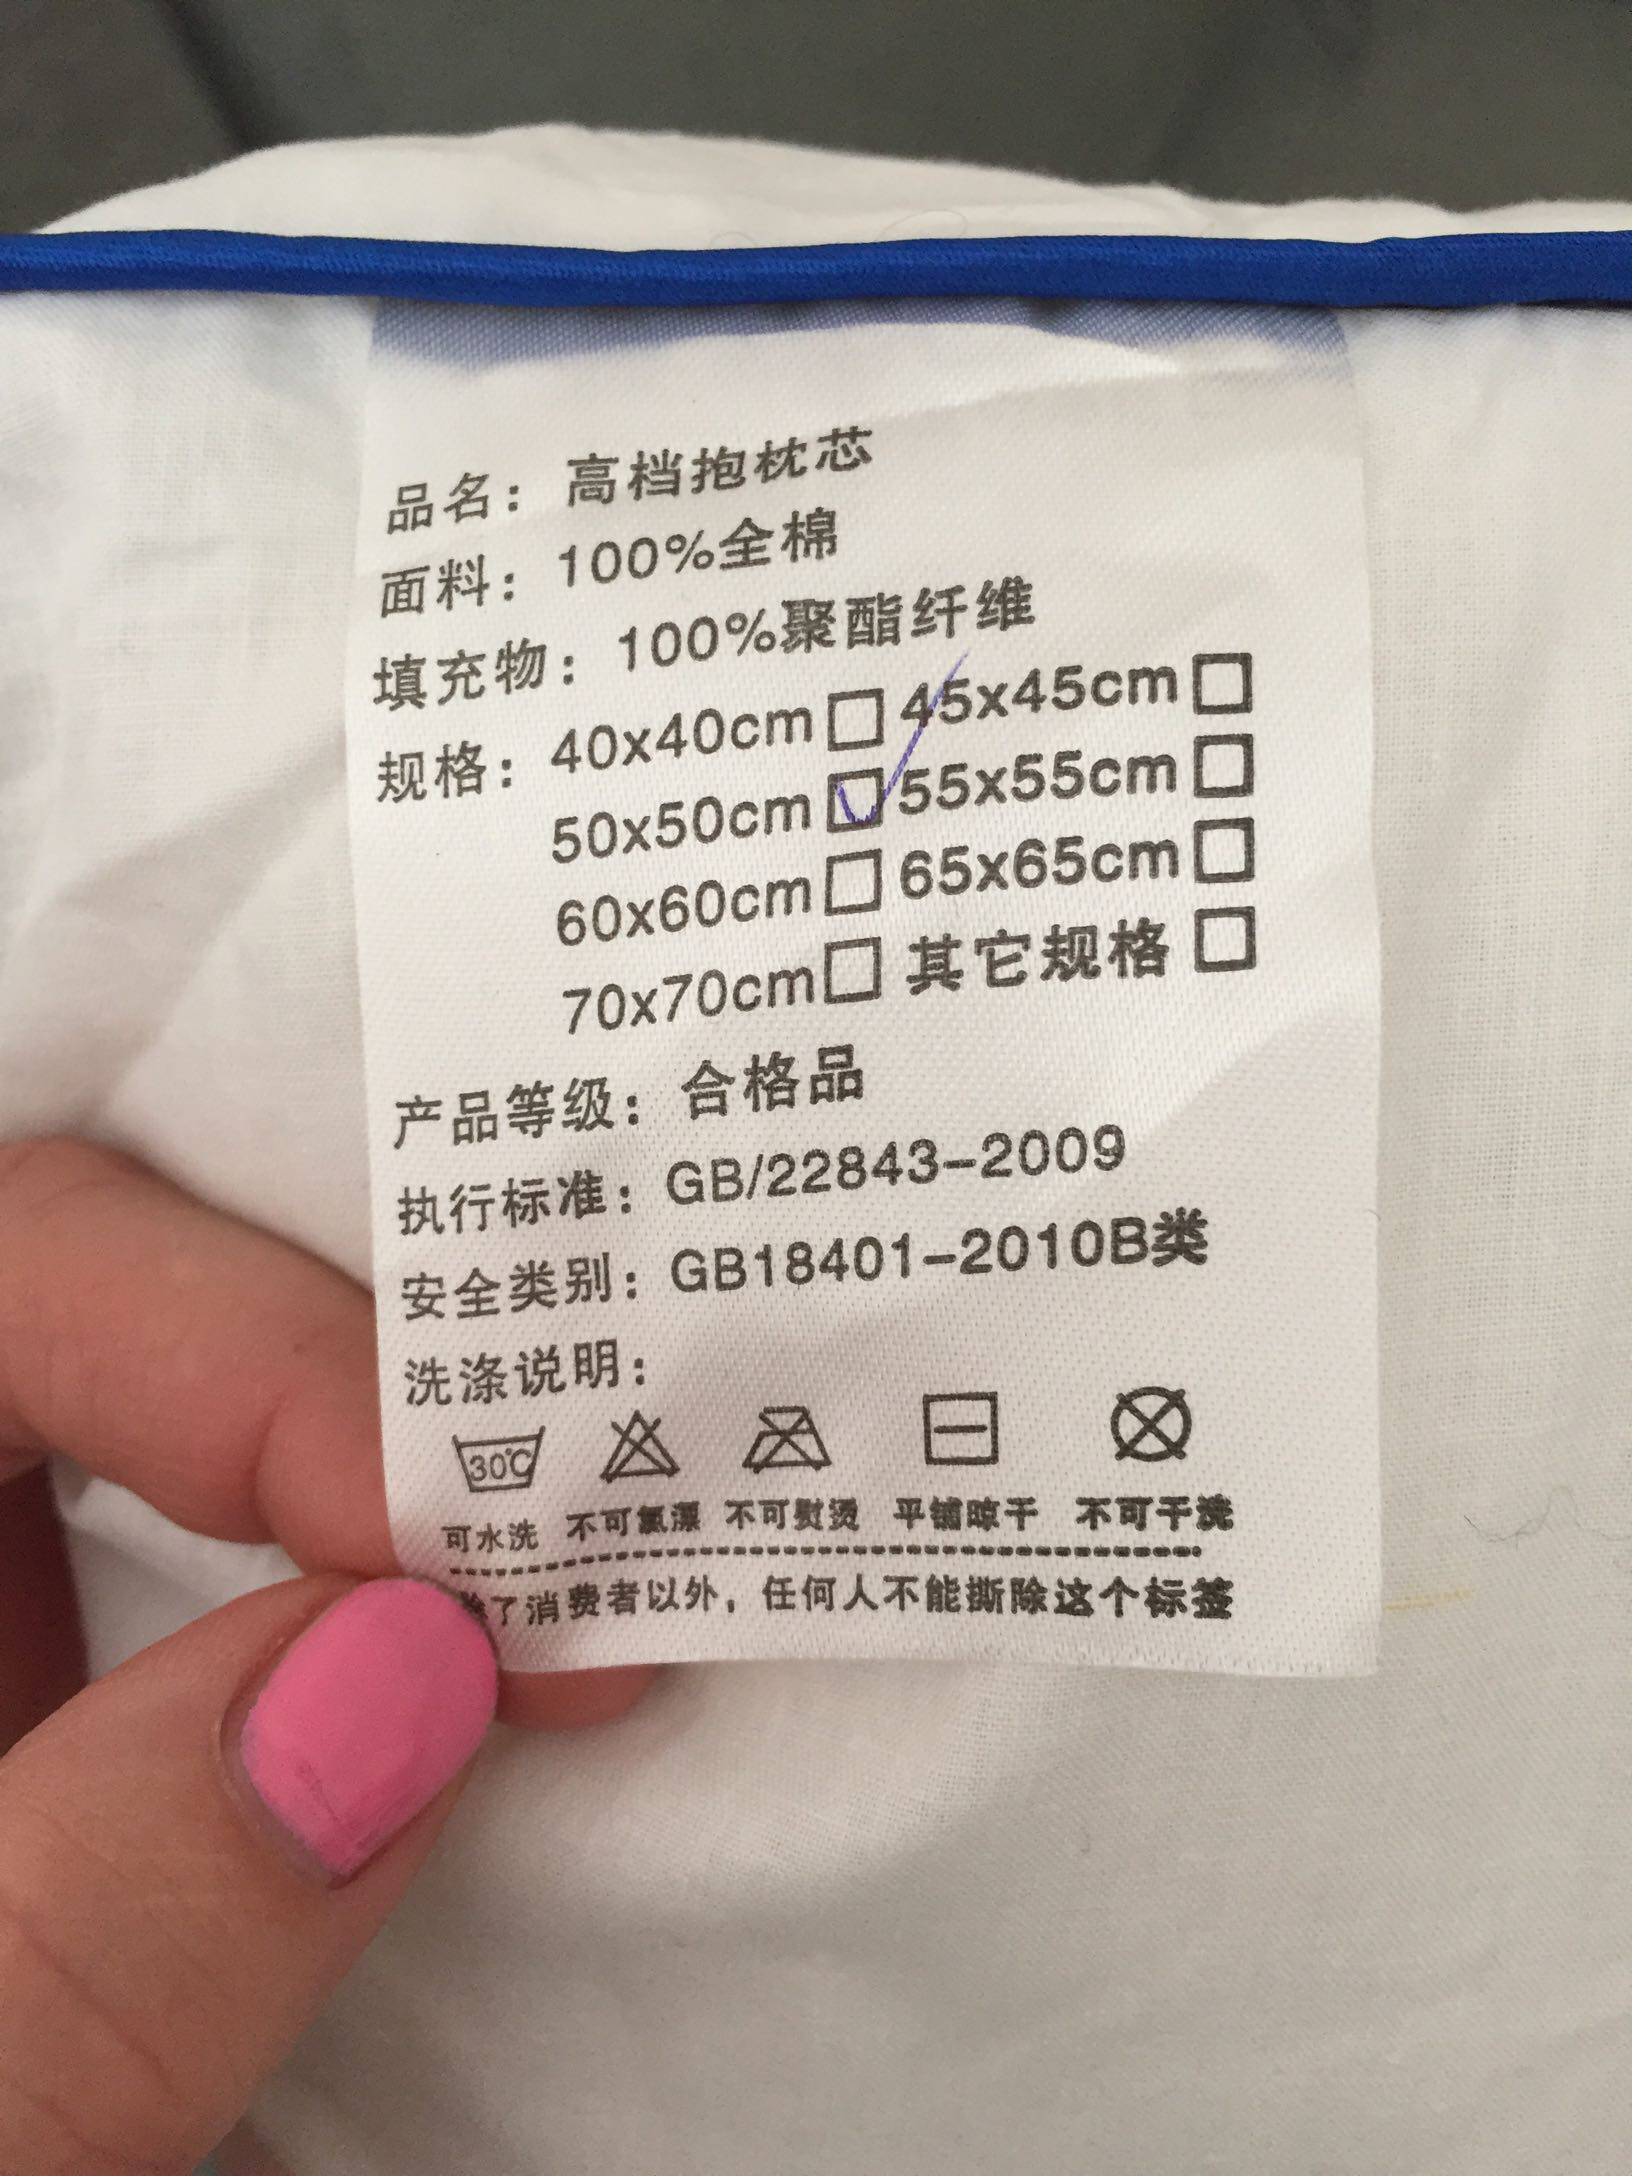 品名：高档抱枕芯
面料：100%全棉
填充物：100%聚酯纤维
规格：40x40cm□ 45x45cm□
50x50cm☑ 55x55cm□
60x60cm□ 65x65cm□
70x70cm□ 其它规格□
产品等级：合格品
执行标准：GB/22843-2009
安全类别：GB18401-2010B类
洗涤说明：
30℃
可水洗 不可氯漂 不可熨烫 平铺晾干 不可干洗
除了消费者以外，任何人不能撕除这个标签